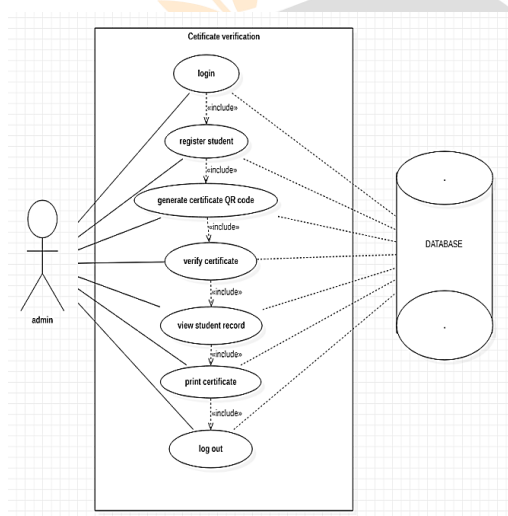 Cetificate verification
login
«include»
register student
«include»
generate certificate QR code
«include»
verify certificate
«include»
view student record
«include»
print certificate
«include»
log out
admin
DATABASE